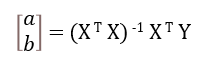 [a b] = (Xᵀ X)⁻¹ Xᵀ Y